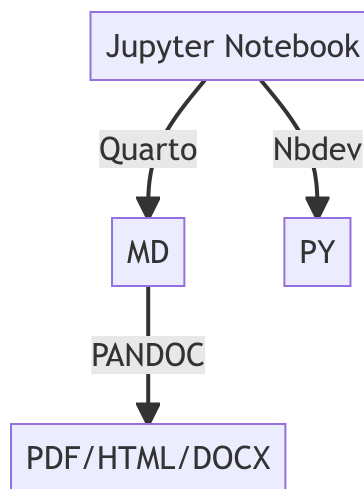 Jupyter Notebook
Quarto
Nbdev
MD
PY
PANDOC
PDF/HTML/DOCX